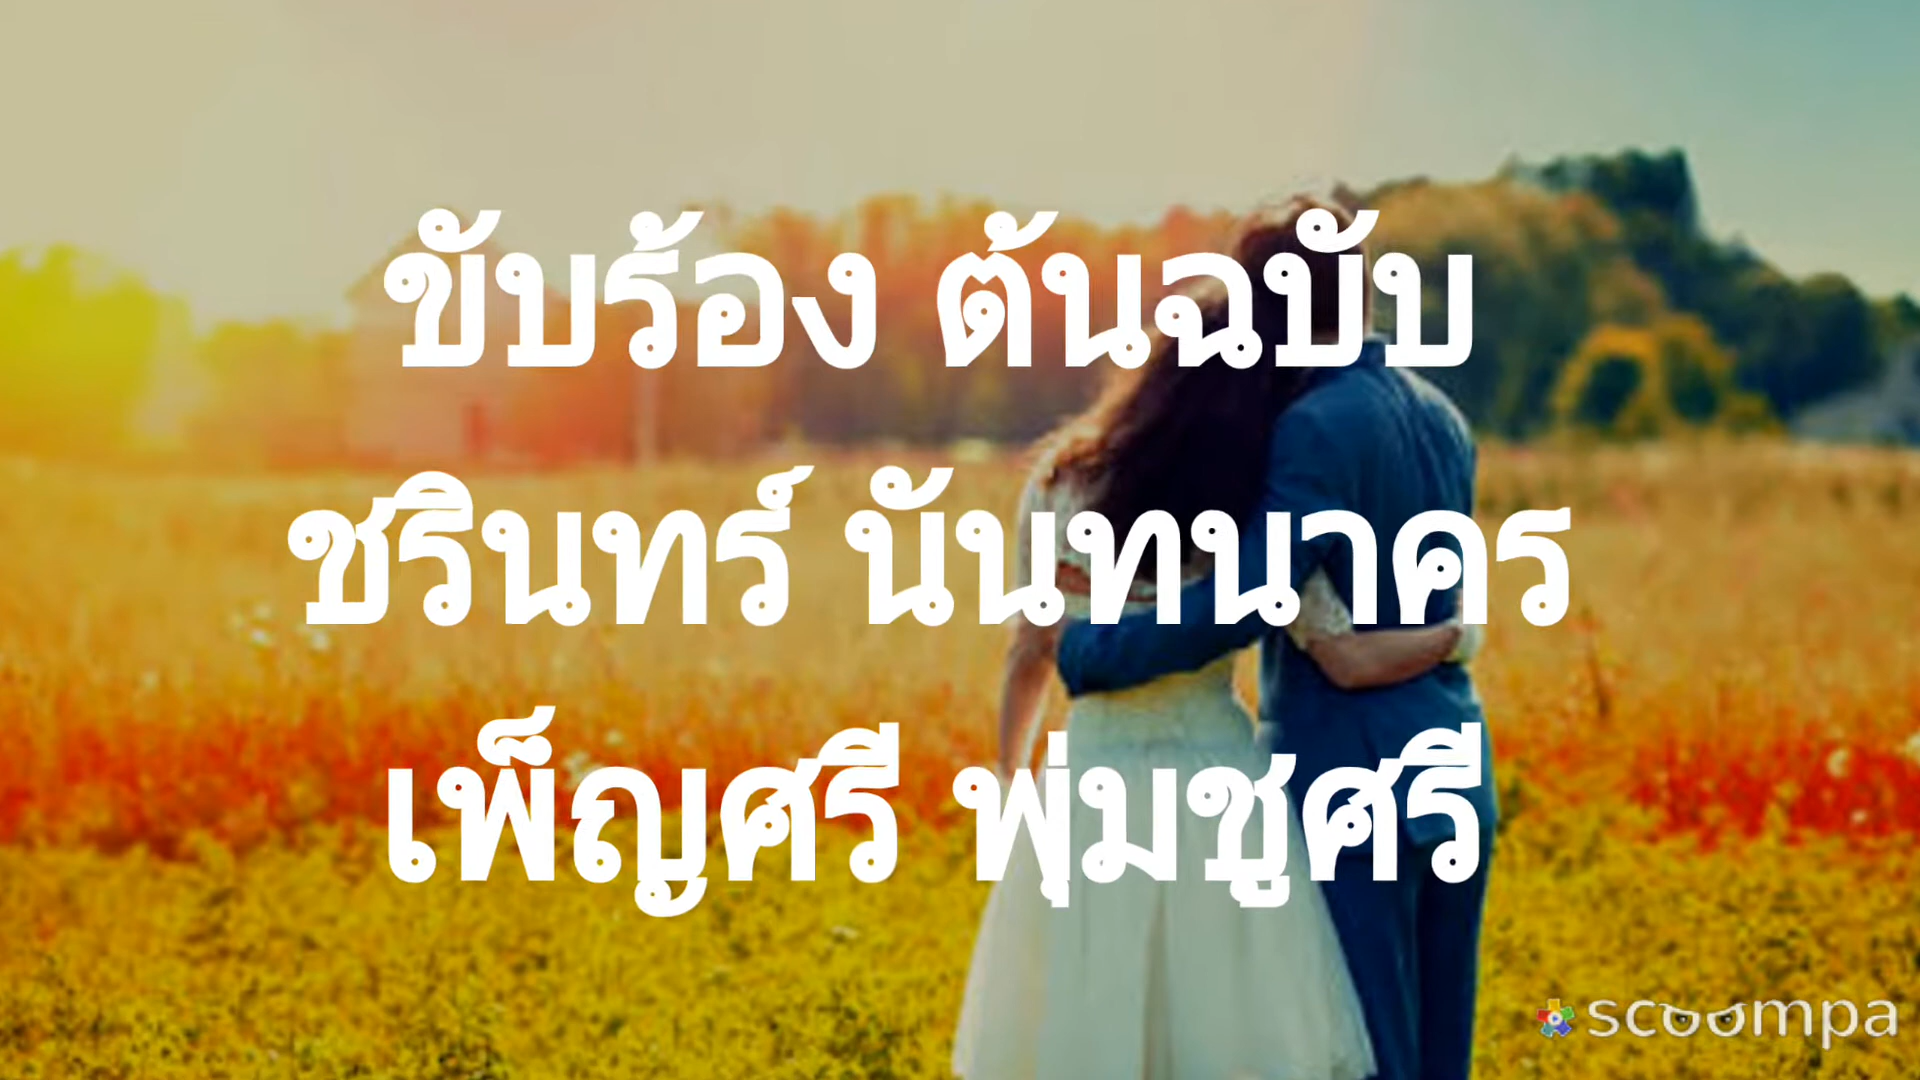 ขับร้อง ต้นฉบับ
ชรินทร์ นันทนาคร
เพ็ญศรี พุ่มชูศรี
scoompa